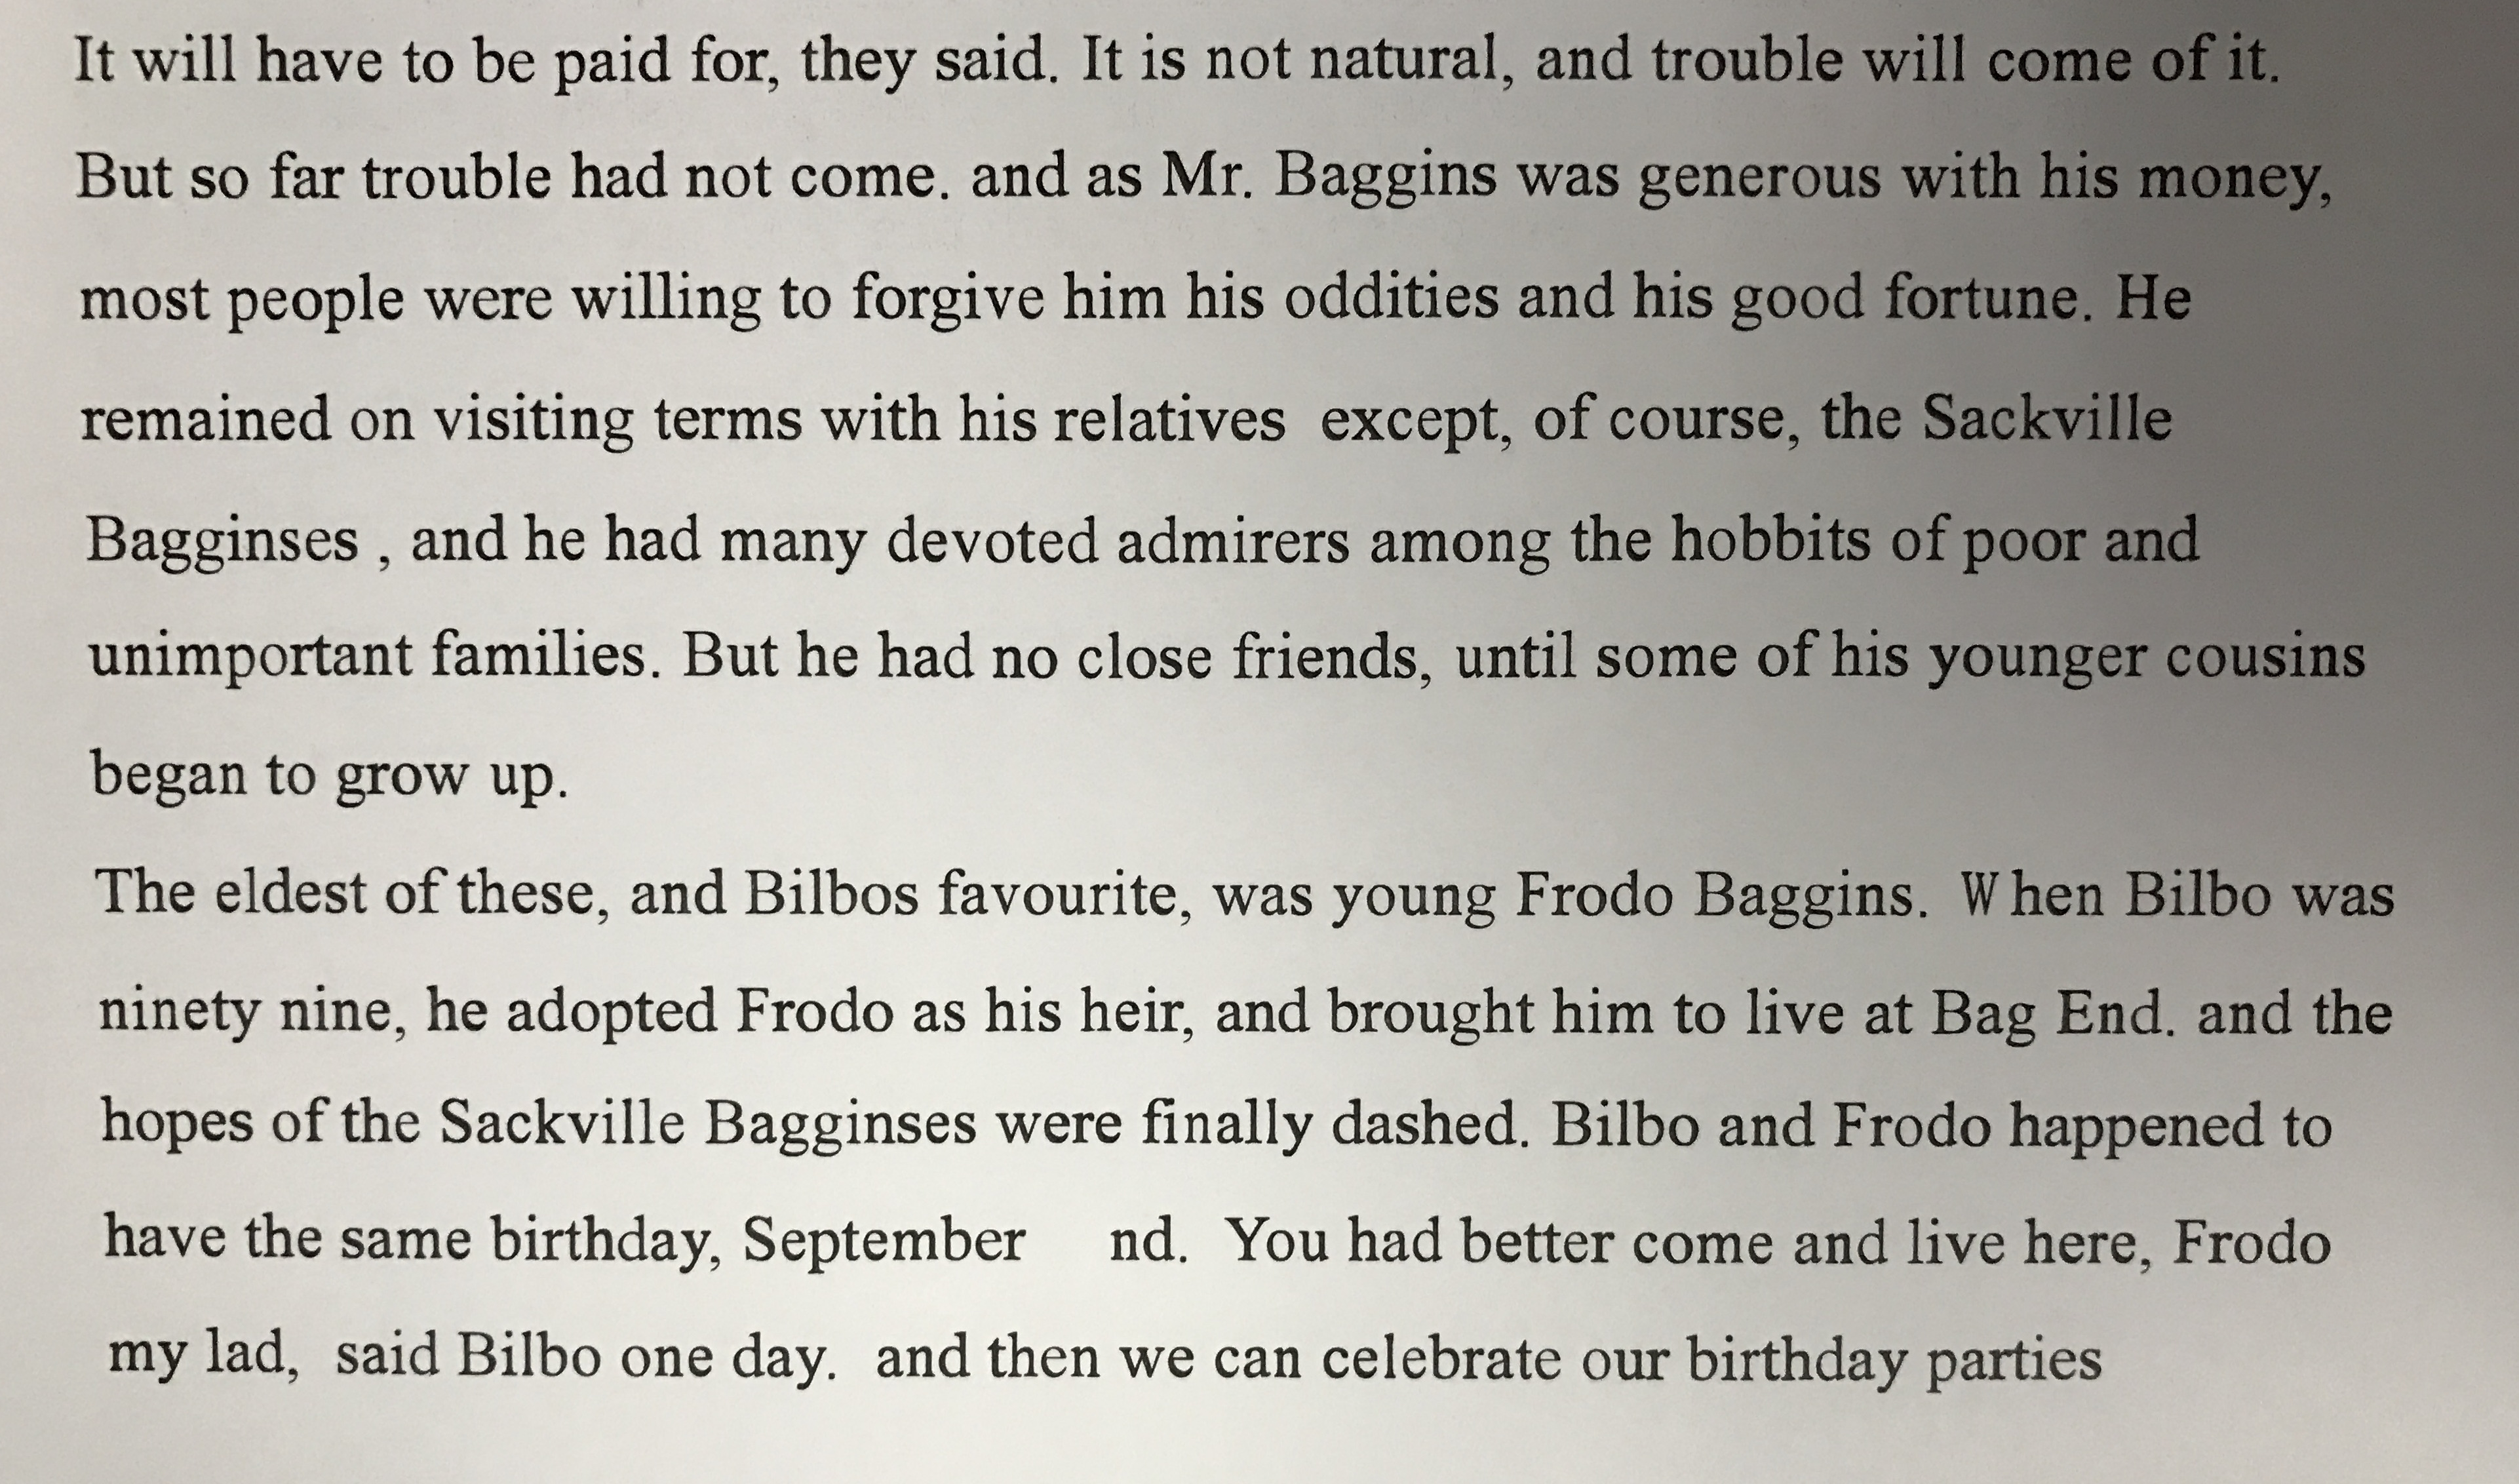 It will have to be paid for, they said. It is not natural, and trouble will come of it.
But so far trouble had not come. and as Mr. Baggins was generous with his money,
most people were willing to forgive him his oddities and his good fortune. He
remained on visiting terms with his relatives  except, of course, the Sackville
Bagginses , and he had many devoted admirers among the hobbits of poor and
unimportant families. But he had no close friends, until some of his younger cousins
began to grow up.
The eldest of these, and Bilbos favourite, was young Frodo Baggins.  W hen Bilbo was
ninety nine, he adopted Frodo as his heir, and brought him to live at Bag End. and the
hopes of the Sackville Bagginses were finally dashed. Bilbo and Frodo happened to
have the same birthday, September    nd.  You had better come and live here, Frodo
my lad,  said Bilbo one day.  and then we can celebrate our birthday parties